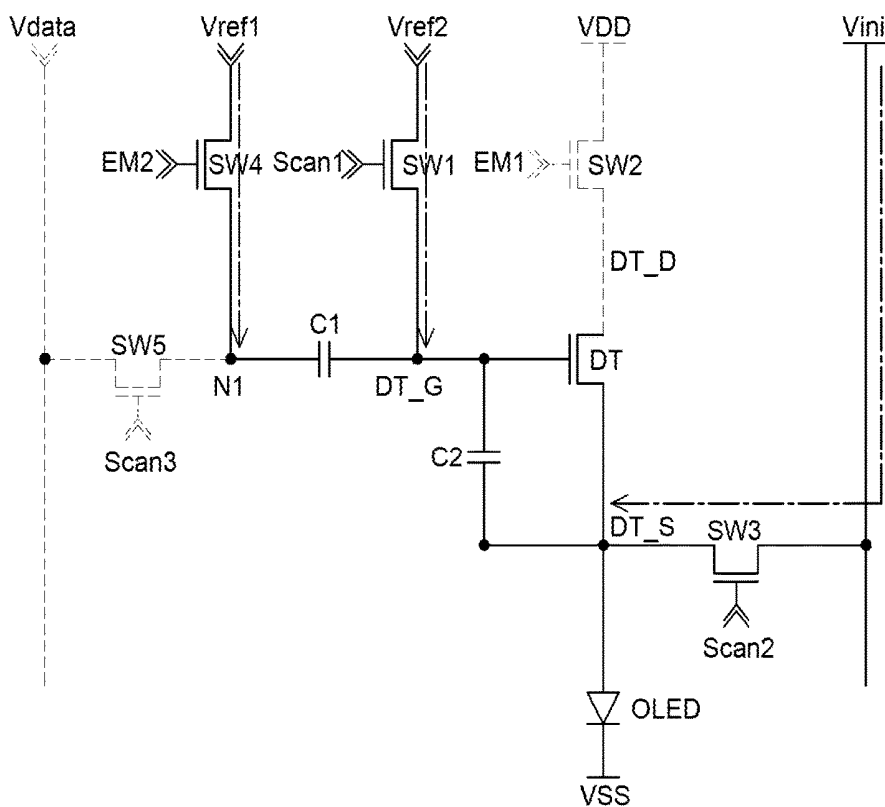 Vdata
Vref1
Vref2
VDD
Vini
EM2
SW4
Scan1
SW1
EM1
SW2
DT_D
SW5
C1
DT
N1
DT_G
Scan3
C2
DT_S
SW3
Scan2
OLED
VSS